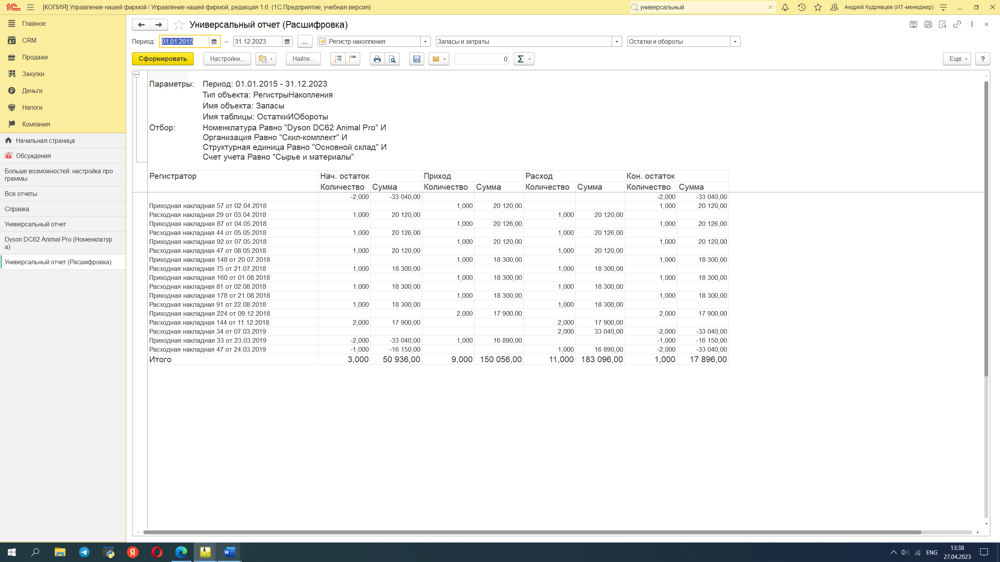 [КОПИЯ] Управление нашей фирмой / Управление нашей фирмой, редакция 1.6 (1С:Предприятие, учебная версия)
универсальный
Андрей Кудрявцев (ИТ-менеджер)
Главное
CRM
Продажи
Закупки
Деньги
Налоги
Компания
Начальная страница
Обсуждения
Больше возможностей: настройка про
граммы
Все отчеты
Справка
Универсальный отчет
Dyson DC62 Animal Pro (Номенклатур
а)
Универсальный отчет (Расшифровка)
Универсальный отчет (Расшифровка)
Период: 01.01.2015 – 31.12.2023 ... Регистр накопления Запасы и затраты Остатки и обороты
Сформировать Настройки... Найти... 0 Σ Еще ?
Параметры: Период: 01.01.2015 - 31.12.2023
Тип объекта: РегистрыНакопления
Имя объекта: Запасы
Имя таблицы: ОстаткиИОбороты
Отбор: Номенклатура Равно "Dyson DC62 Animal Pro" И
Организация Равно "Скил-комплект" И
Структурная единица Равно "Основной склад" И
Счет учета Равно "Сырье и материалы"
Регистратор Нач. остаток Приход Расход Кон. остаток
Количество Сумма Количество Сумма Количество Сумма Количество Сумма
-2,000 -33 040,00 -2,000 -33 040,00
Приходная накладная 57 от 02.04.2018 1,000 20 120,00 1,000 20 120,00
Расходная накладная 29 от 03.04.2018 1,000 20 120,00 1,000 20 120,00
Приходная накладная 87 от 04.05.2018 1,000 20 126,00 1,000 20 126,00
Расходная накладная 44 от 05.05.2018 1,000 20 126,00 1,000 20 126,00
Приходная накладная 92 от 07.05.2018 1,000 20 120,00 1,000 20 120,00
Расходная накладная 47 от 08.05.2018 1,000 20 120,00 1,000 20 120,00
Приходная накладная 148 от 20.07.2018 1,000 18 300,00 1,000 18 300,00
Расходная накладная 75 от 21.07.2018 1,000 18 300,00 1,000 18 300,00
Приходная накладная 160 от 01.08.2018 1,000 18 300,00 1,000 18 300,00
Расходная накладная 81 от 02.08.2018 1,000 18 300,00 1,000 18 300,00
Приходная накладная 178 от 21.08.2018 1,000 18 300,00 1,000 18 300,00
Расходная накладная 91 от 22.08.2018 1,000 18 300,00 1,000 18 300,00
Приходная накладная 224 от 09.12.2018 2,000 17 900,00 2,000 17 900,00
Расходная накладная 144 от 11.12.2018 2,000 17 900,00 2,000 17 900,00
Расходная накладная 34 от 07.03.2019 2,000 33 040,00 -2,000 -33 040,00
Приходная накладная 33 от 23.03.2019 -2,000 -33 040,00 1,000 16 890,00 -1,000 -16 150,00
Расходная накладная 47 от 24.03.2019 -1,000 -16 150,00 1,000 16 890,00 -2,000 -33 040,00
Итого 3,000 50 936,00 9,000 150 056,00 11,000 183 096,00 1,000 17 896,00
ENG
13:38
27.04.2023